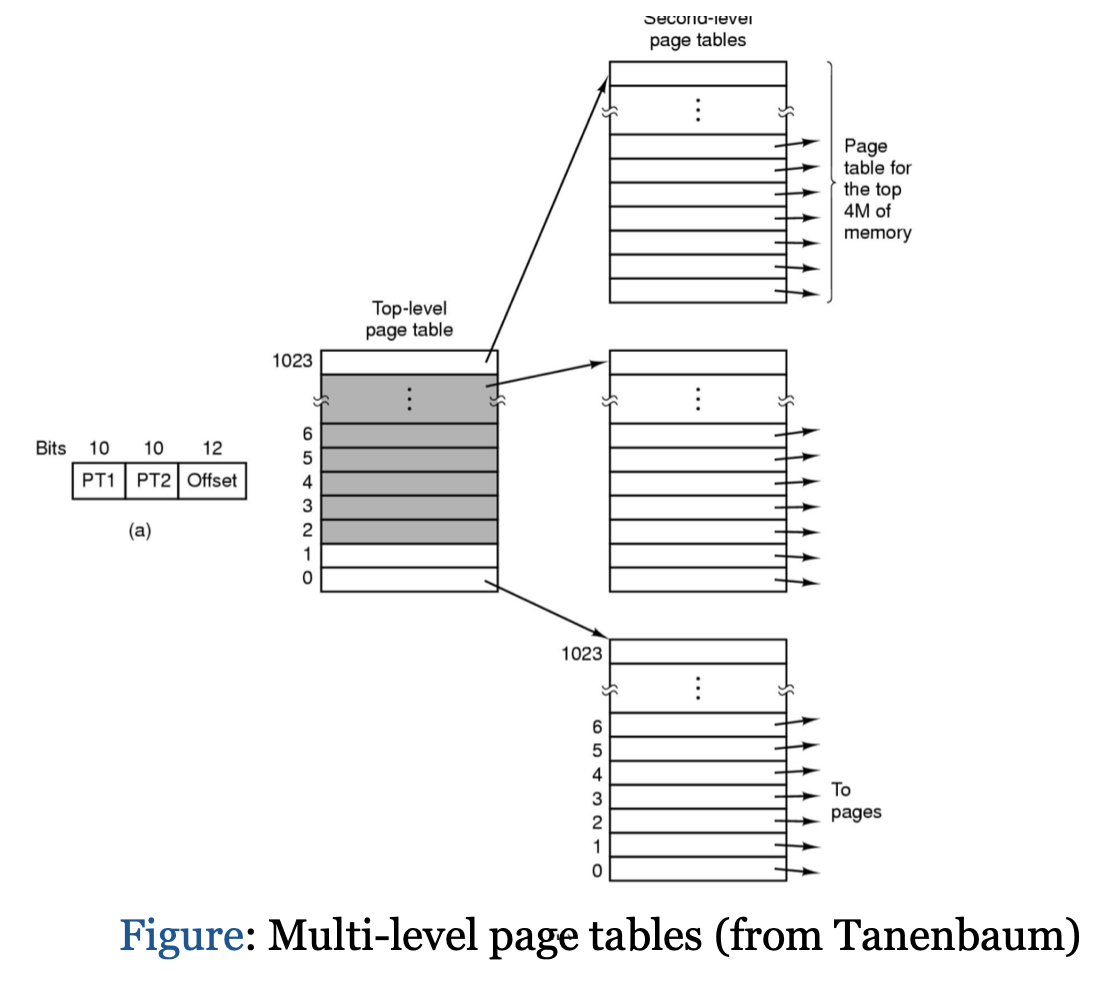 Second-level
page tables
Page
table for
the top
4M of
memory
Top-level
page table
1023
6
5
4
3
2
1
0
Bits 10 10 12
PT1 PT2 Offset
(a)
1023
6
5
4
3
2
1
0
To
pages
Figure: Multi-level page tables (from Tanenbaum)